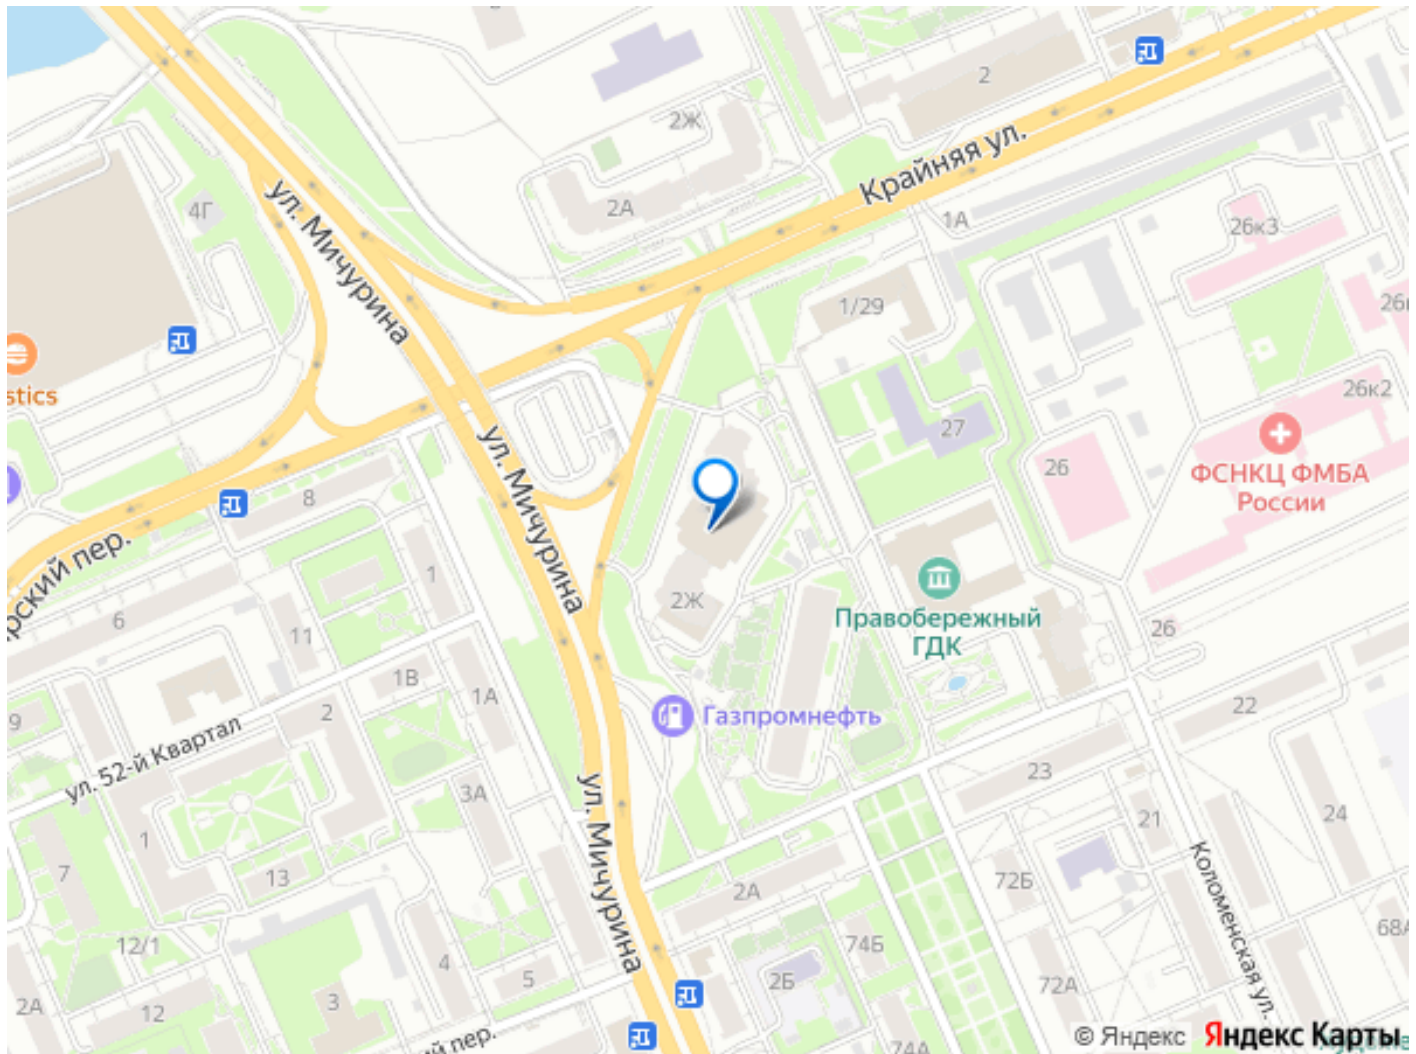 2
2Ж
2А
Крайняя ул.
4Г
ул. Мичурина
1А
26к3
1/29
26к2
stics
ул. Мичурина
27
26
ФСНКЦ ФМБА
России
8
рский пер.
1
6
11
2Ж
Правобережный
ГДК
26
1В
1А
2
9
Газпромнефть
22
ул. 52-й Квартал
23
3А
ул. Мичурина
1
7
13
21
24
Коломенская ул.
2А
72Б
68А
12/1
74Б
4
5
2Б
72А
2А
12
3
ий пер.
74А
© Яндекс Яндекс Карты